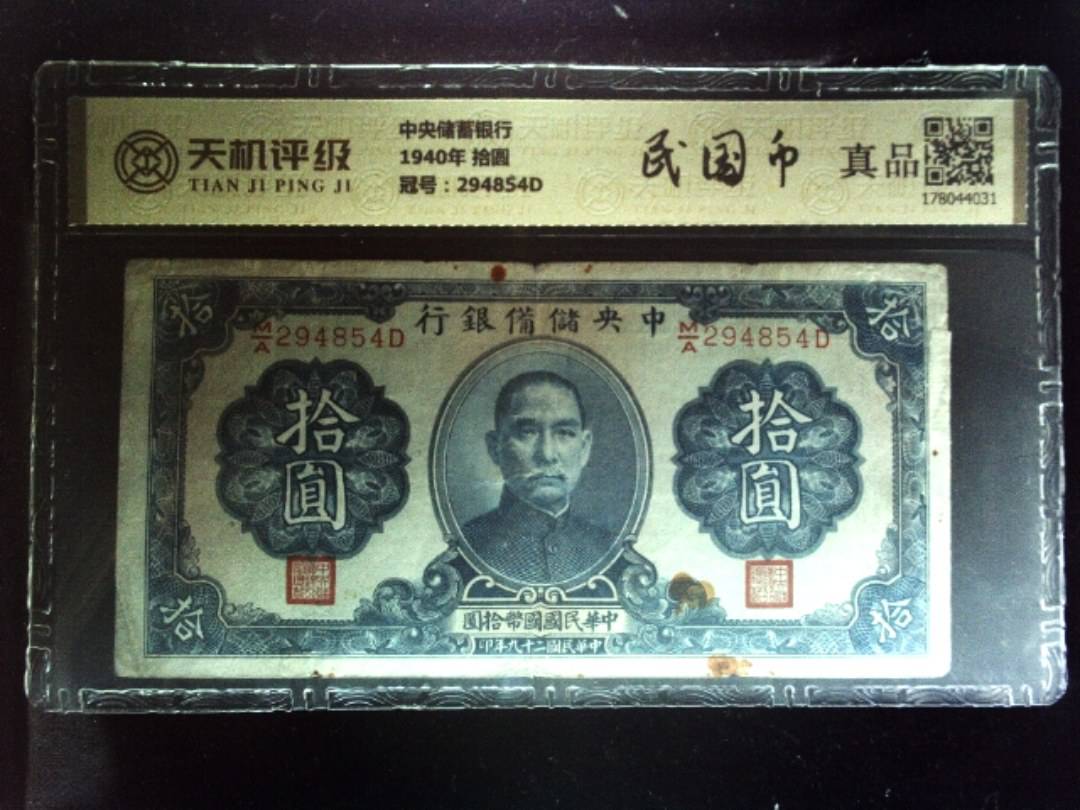 天机评级
TIAN JI PING JI
中央储蓄银行
1940年 拾圆
冠号：294854D
民国币
真品
178044031
拾
拾
行銀備儲央中
M/A 294854D
M/A 294854D
拾圓
拾圓
拾
拾
圓拾幣國國民華中
印年九十二國民華中